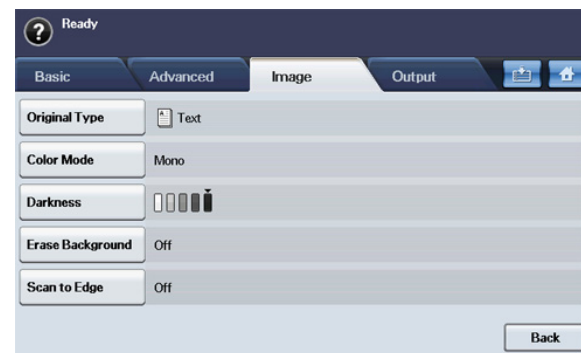 Ready
Basic Advanced Image Output
Original Type Text
Color Mode Mono
Darkness
Erase Background Off
Scan to Edge Off
Back